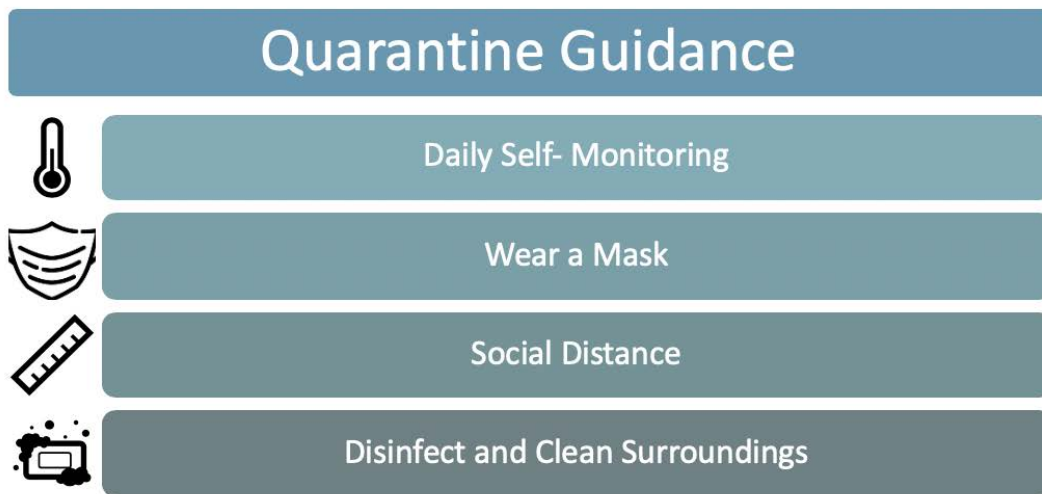 Quarantine Guidance
Daily Self- Monitoring
Wear a Mask
Social Distance
Disinfect and Clean Surroundings